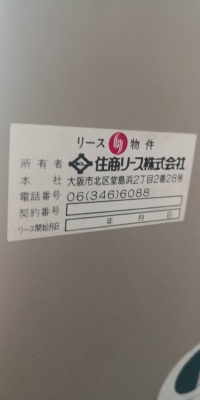 リース 物件
所有者 住商リース株式会社
本社 大阪市北区堂島浜2丁目2番28号
電話番号 06(346)6088
契約番号
リース開始月日 年 月 日